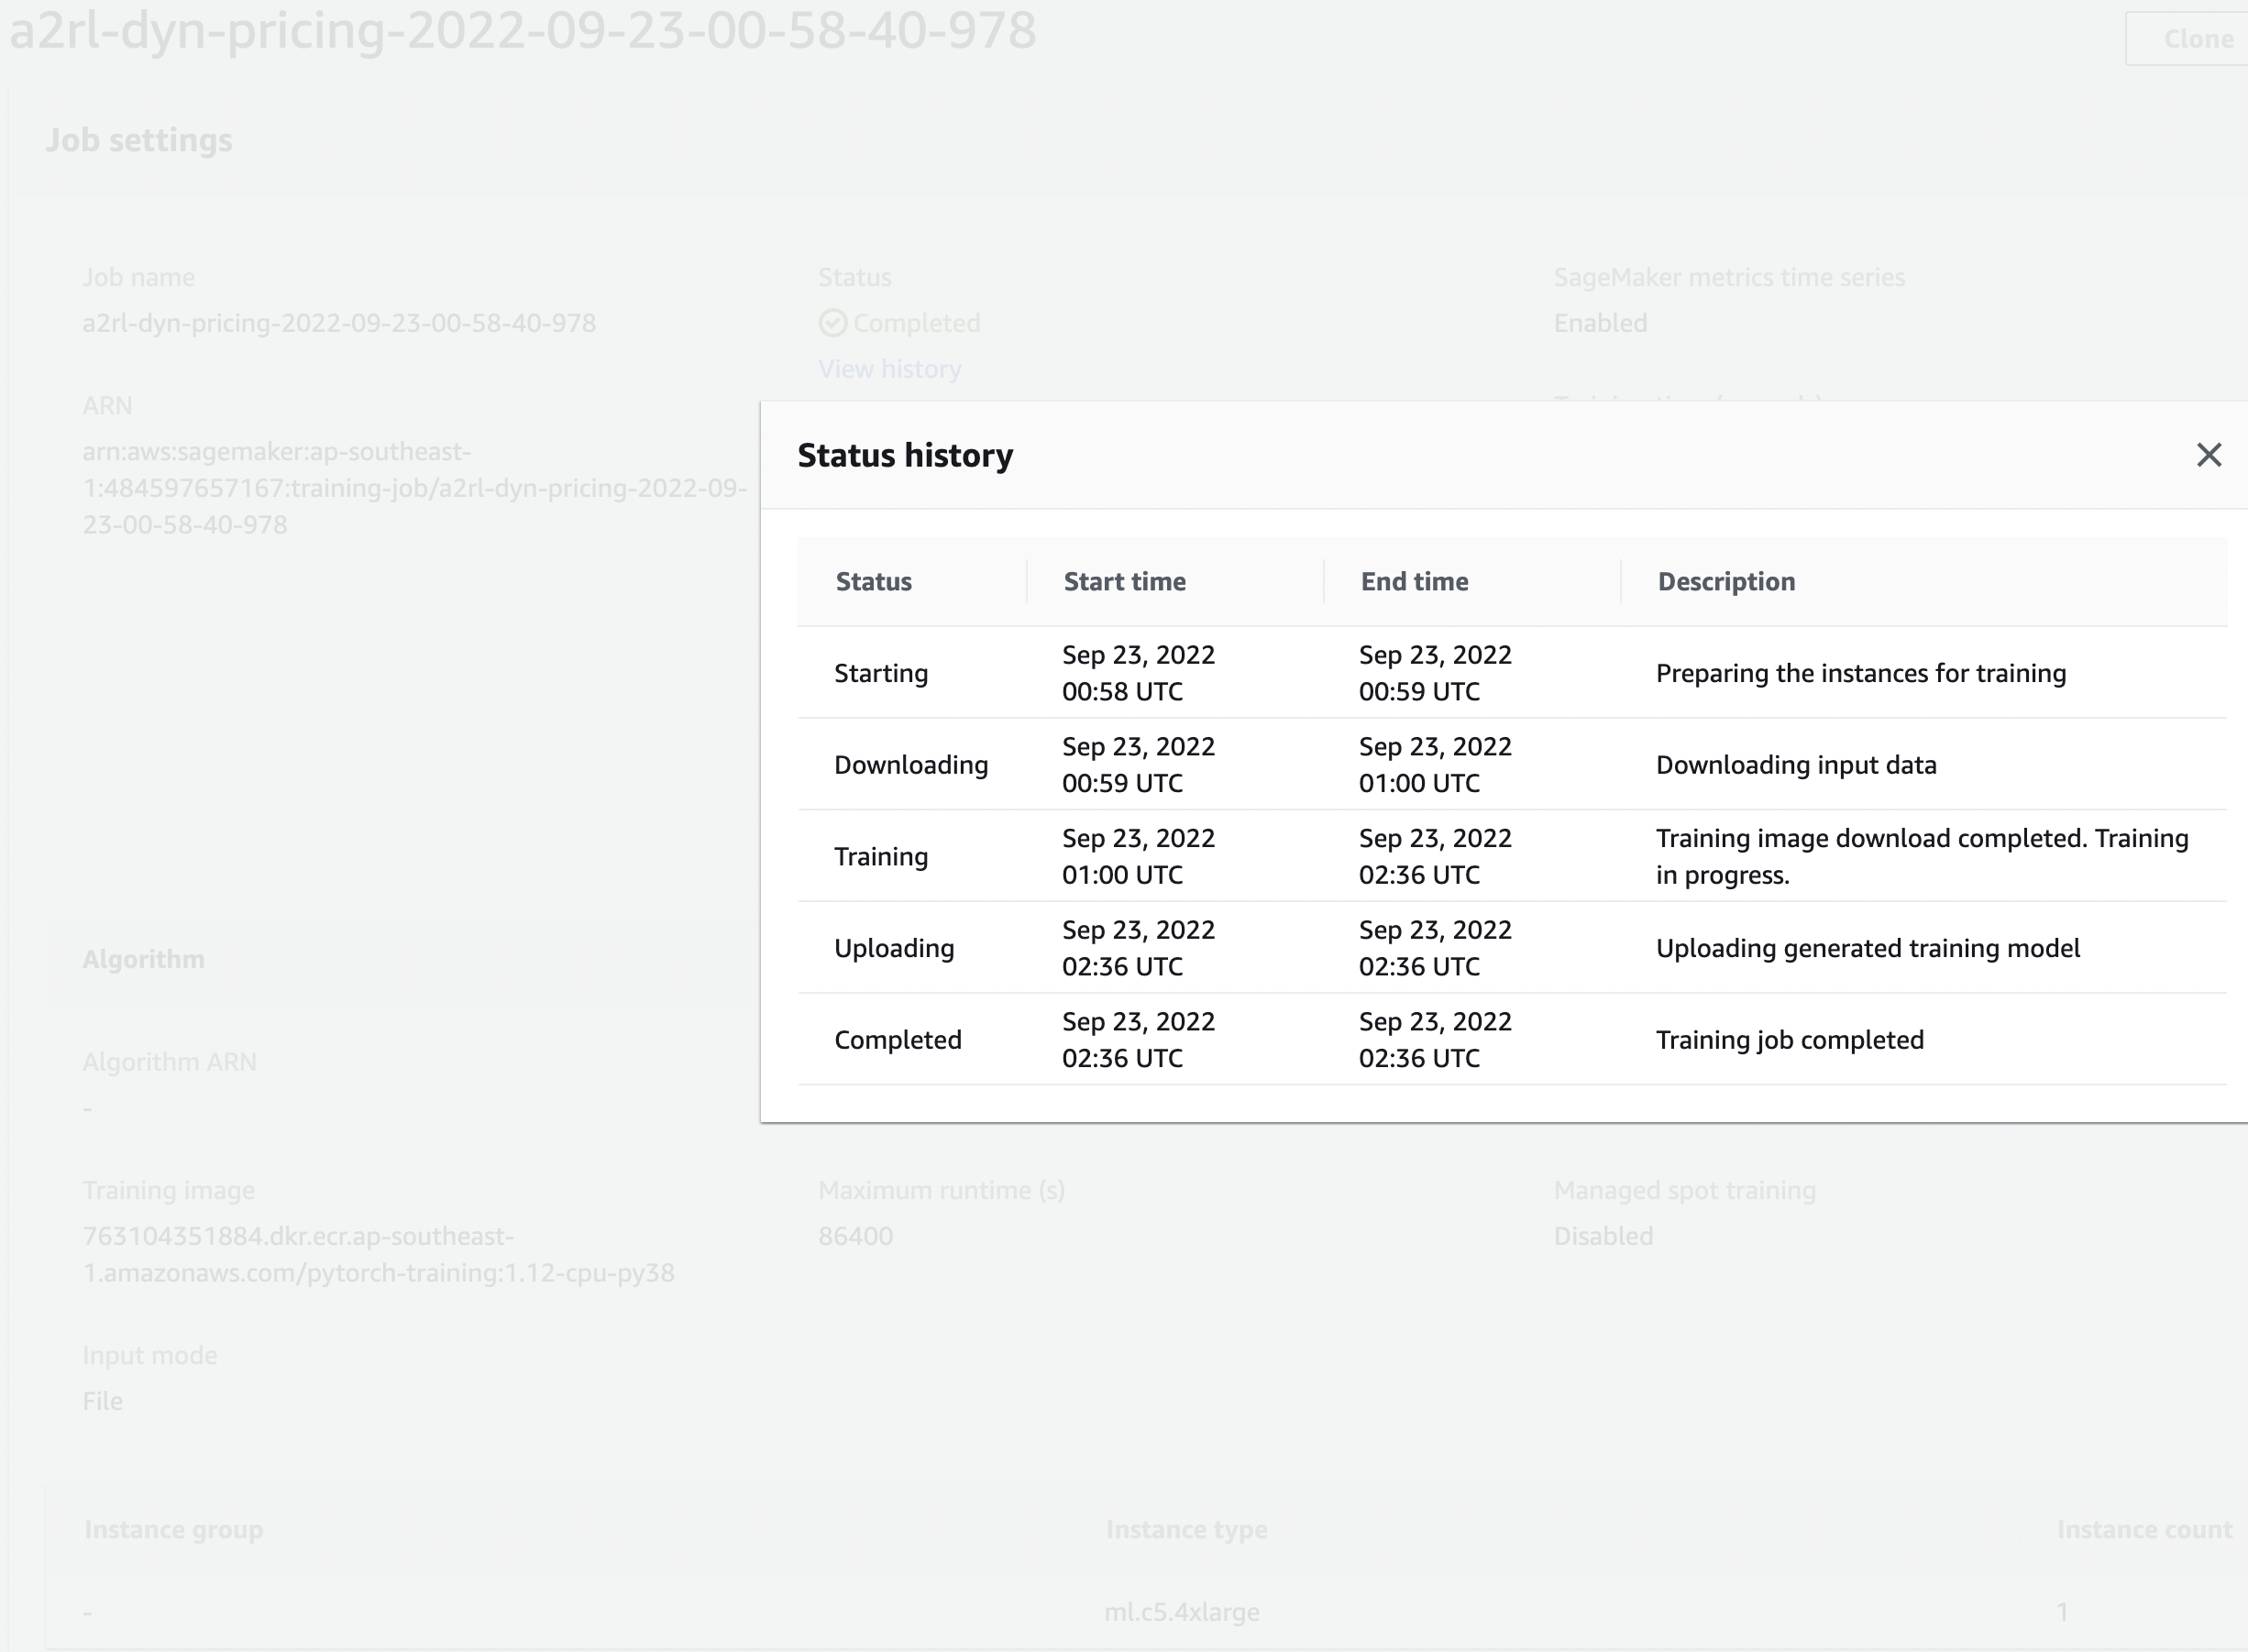 a2rl-dyn-pricing-2022-09-23-00-58-40-978
Clone
Job settings
Job name
a2rl-dyn-pricing-2022-09-23-00-58-40-978
Status
Completed
View history
SageMaker metrics time series
Enabled
ARN
arn:aws:sagemaker:ap-southeast-
1:484597657167:training-job/a2rl-dyn-pricing-2022-09-
23-00-58-40-978
Status history
Status Start time End time Description
Starting
Sep 23, 2022
00:58 UTC
Sep 23, 2022
00:59 UTC
Preparing the instances for training
Downloading
Sep 23, 2022
00:59 UTC
Sep 23, 2022
01:00 UTC
Downloading input data
Training
Sep 23, 2022
01:00 UTC
Sep 23, 2022
02:36 UTC
Training image download completed. Training
in progress.
Uploading
Sep 23, 2022
02:36 UTC
Sep 23, 2022
02:36 UTC
Uploading generated training model
Completed
Sep 23, 2022
02:36 UTC
Sep 23, 2022
02:36 UTC
Training job completed
Algorithm
Algorithm ARN
-
Training image
763104351884.dkr.ecr.ap-southeast-
1.amazonaws.com/pytorch-training:1.12-cpu-py38
Maximum runtime (s)
86400
Managed spot training
Disabled
Input mode
File
Instance group Instance type Instance count
- ml.c5.4xlarge 1